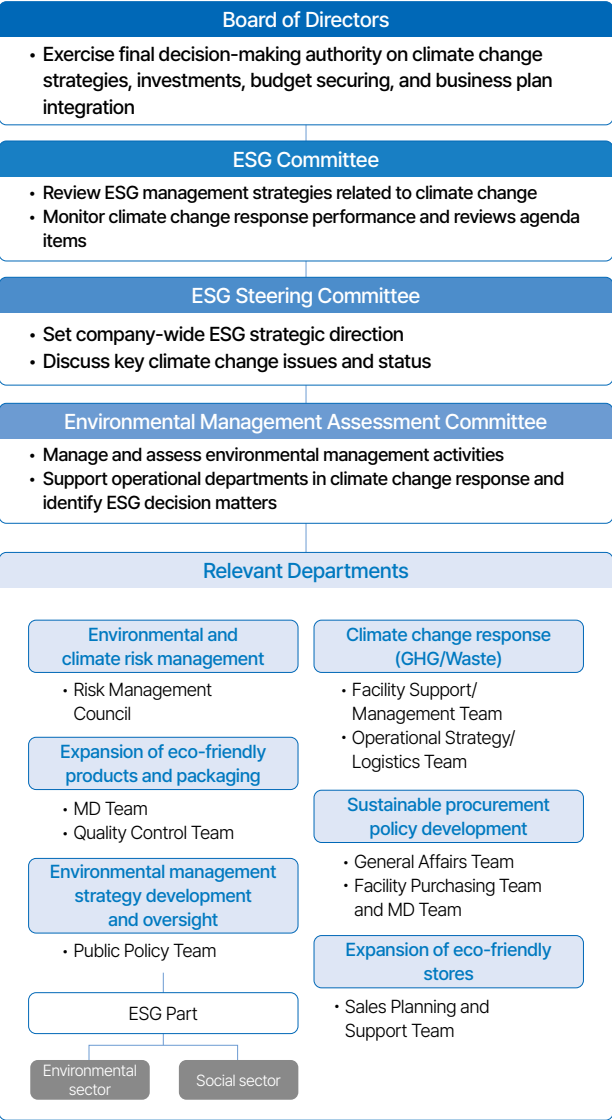 Board of Directors
• Exercise final decision-making authority on climate change
strategies, investments, budget securing, and business plan
integration
ESG Committee
• Review ESG management strategies related to climate change
• Monitor climate change response performance and reviews agenda
items
ESG Steering Committee
• Set company-wide ESG strategic direction
• Discuss key climate change issues and status
Environmental Management Assessment Committee
• Manage and assess environmental management activities
• Support operational departments in climate change response and
identify ESG decision matters
Relevant Departments
Environmental and
climate risk management
• Risk Management
Council
Expansion of eco-friendly
products and packaging
• MD Team
• Quality Control Team
Environmental management
strategy development
and oversight
• Public Policy Team
ESG Part
Environmental
sector
Social sector
Climate change response
(GHG/Waste)
• Facility Support/
Management Team
• Operational Strategy/
Logistics Team
Sustainable procurement
policy development
• General Affairs Team
• Facility Purchasing Team
and MD Team
Expansion of eco-friendly
stores
• Sales Planning and
Support Team